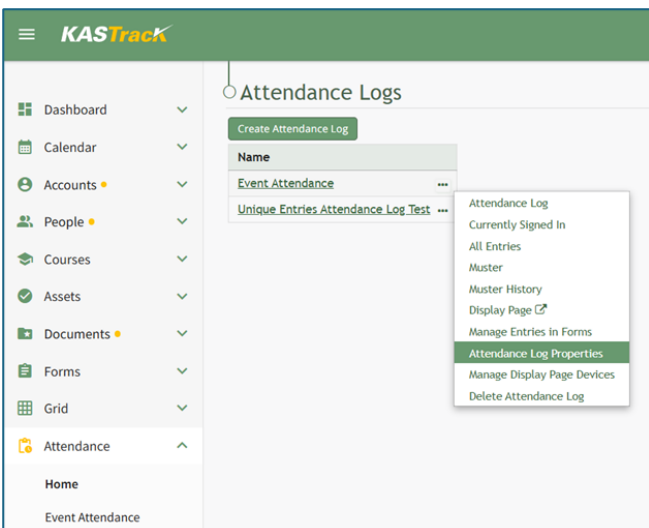 KASTrack
Attendance Logs
Create Attendance Log
Name
Event Attendance
Unique Entries Attendance Log Test
Attendance Log
Currently Signed In
All Entries
Muster
Muster History
Display Page
Manage Entries in Forms
Attendance Log Properties
Manage Display Page Devices
Delete Attendance Log
Dashboard
Calendar
Accounts
People
Courses
Assets
Documents
Forms
Grid
Attendance
Home
Event Attendance